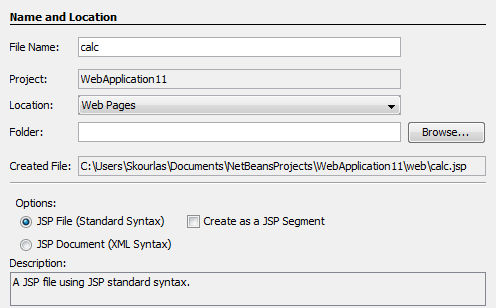 Name and Location
File Name: calc
Project: WebApplication11
Location: Web Pages
Folder: Browse...
Created File: C:\Users\Skourlas\Documents\NetBeansProjects\WebApplication11\web\calc.jsp
Options:
JSP File (Standard Syntax) Create as a JSP Segment
JSP Document (XML Syntax)
Description:
A JSP file using JSP standard syntax.